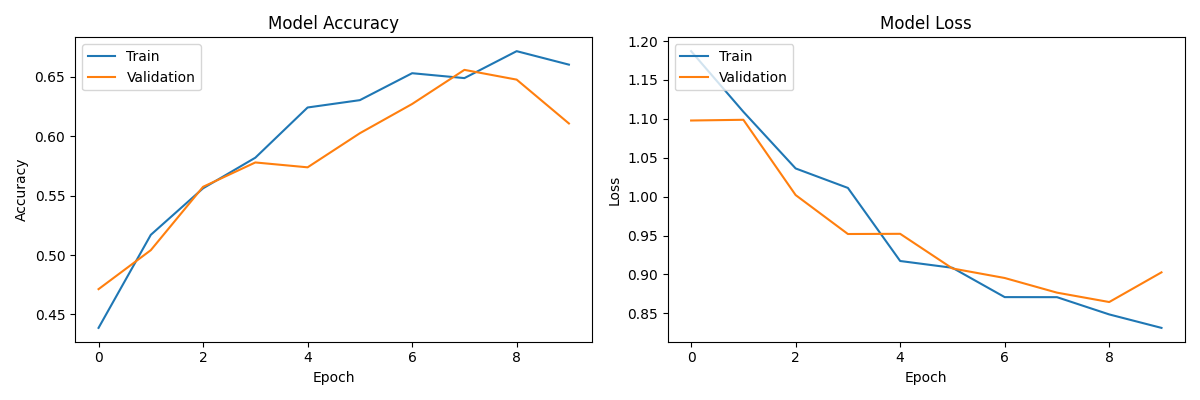 Model Accuracy
Train
Validation
0.65
0.60
0.55
0.50
0.45
Accuracy
0 2 4 6 8
Epoch
Model Loss
Train
Validation
1.20
1.15
1.10
1.05
1.00
0.95
0.90
0.85
Loss
0 2 4 6 8
Epoch